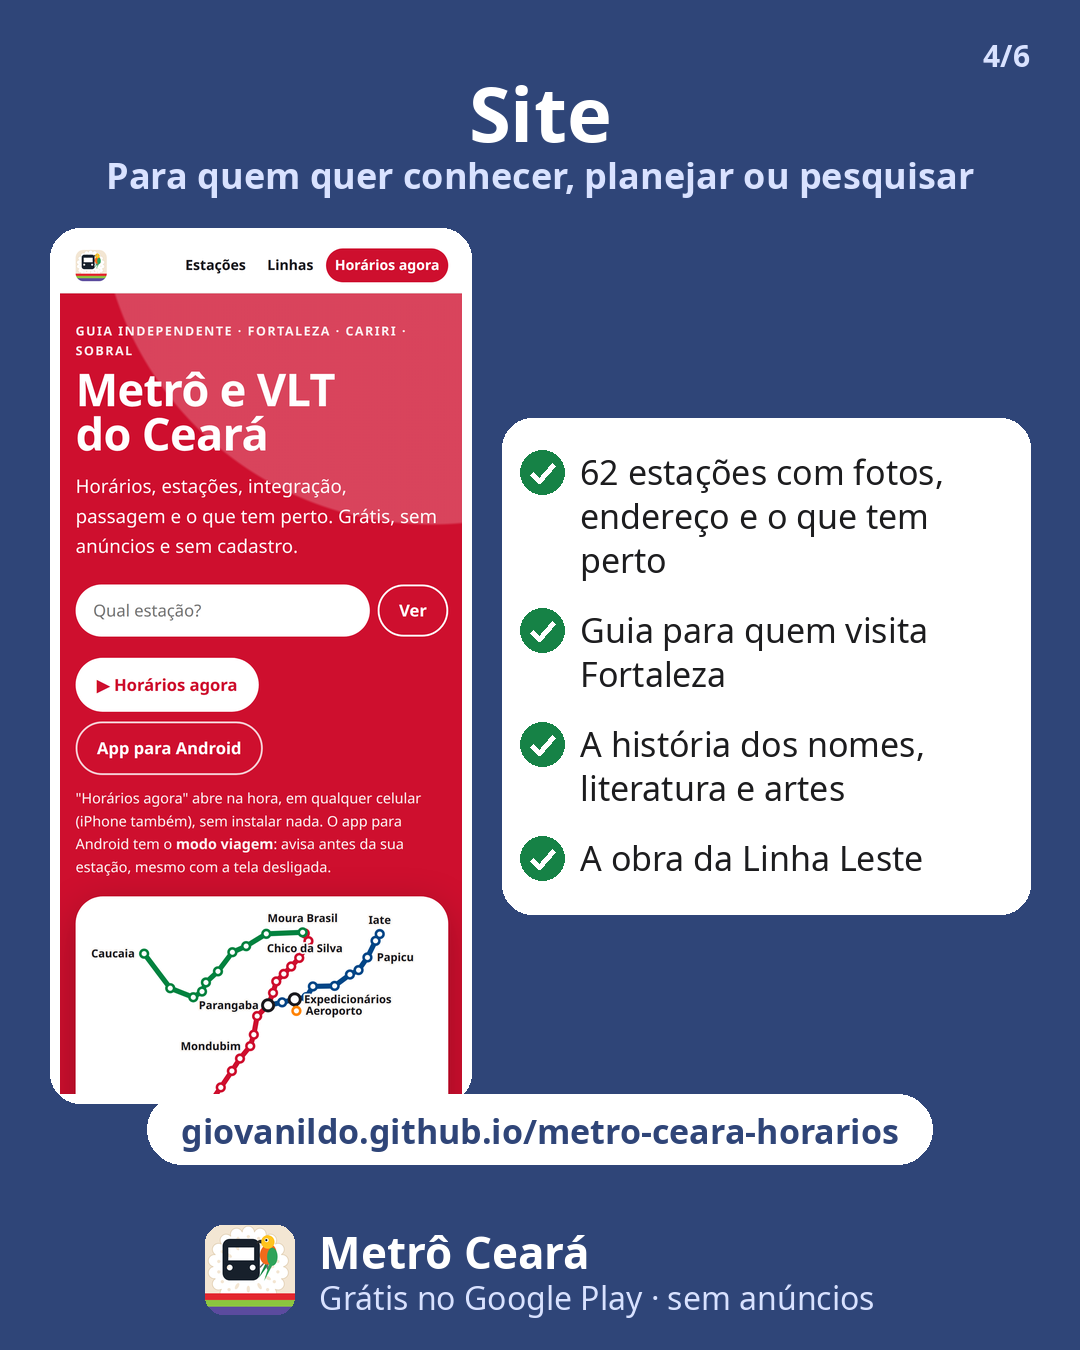 4/6
Site
Para quem quer conhecer, planejar ou pesquisar
Estações
Linhas
Horários agora
GUIA INDEPENDENTE · FORTALEZA · CARIRI ·
SOBRAL
Metrô e VLT
do Ceará
Horários, estações, integração,
passagem e o que tem perto. Grátis, sem
anúncios e sem cadastro.
Qual estação?
Ver
▶ Horários agora
App para Android
"Horários agora" abre na hora, em qualquer celular
(iPhone também), sem instalar nada. O app para
Android tem o modo viagem: avisa antes da sua
estação, mesmo com a tela desligada.
Moura Brasil
Iate
Caucaia
Chico da Silva
Papicu
Parangaba
Expedicionários
Aeroporto
Mondubim
62 estações com fotos,
endereço e o que tem
perto
Guia para quem visita
Fortaleza
A história dos nomes,
literatura e artes
A obra da Linha Leste
giovanildo.github.io/metro-ceara-horarios
Metrô Ceará
Grátis no Google Play · sem anúncios